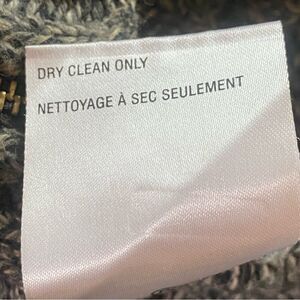 DRY CLEAN ONLY
NETTOYAGE À SEC SEULEMENT